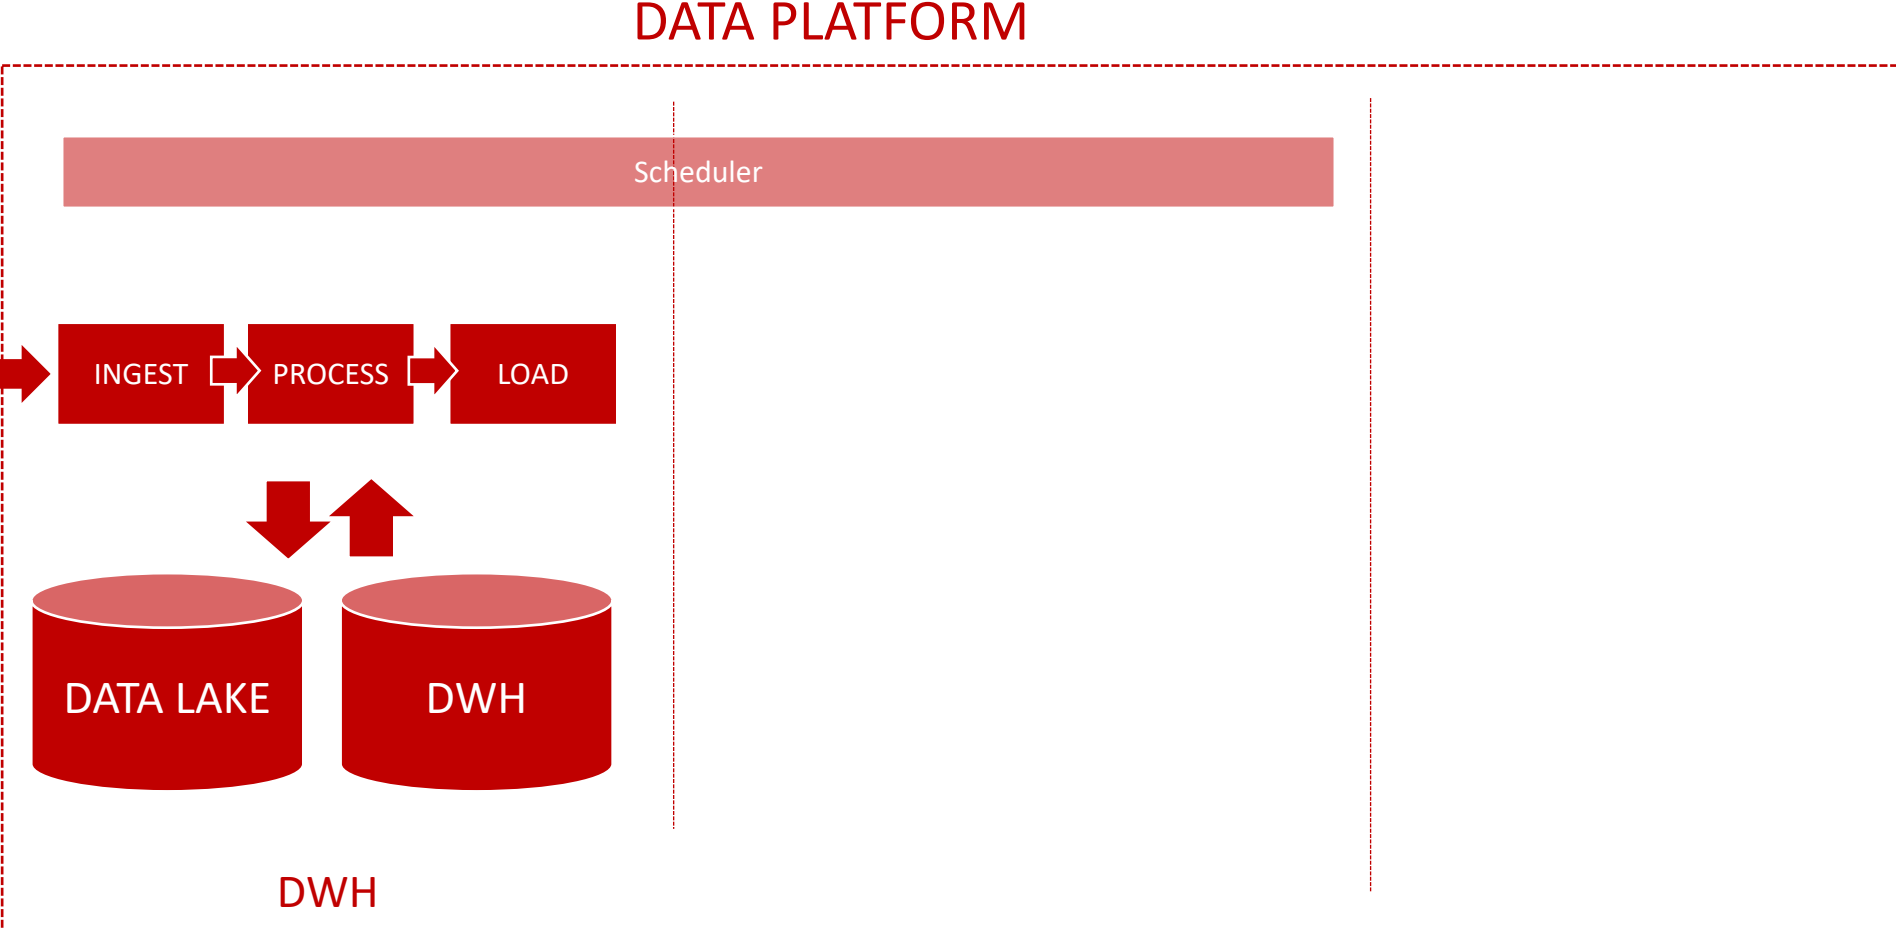 DATA PLATFORM
Scheduler
INGEST
PROCESS
LOAD
DATA LAKE
DWH
DWH